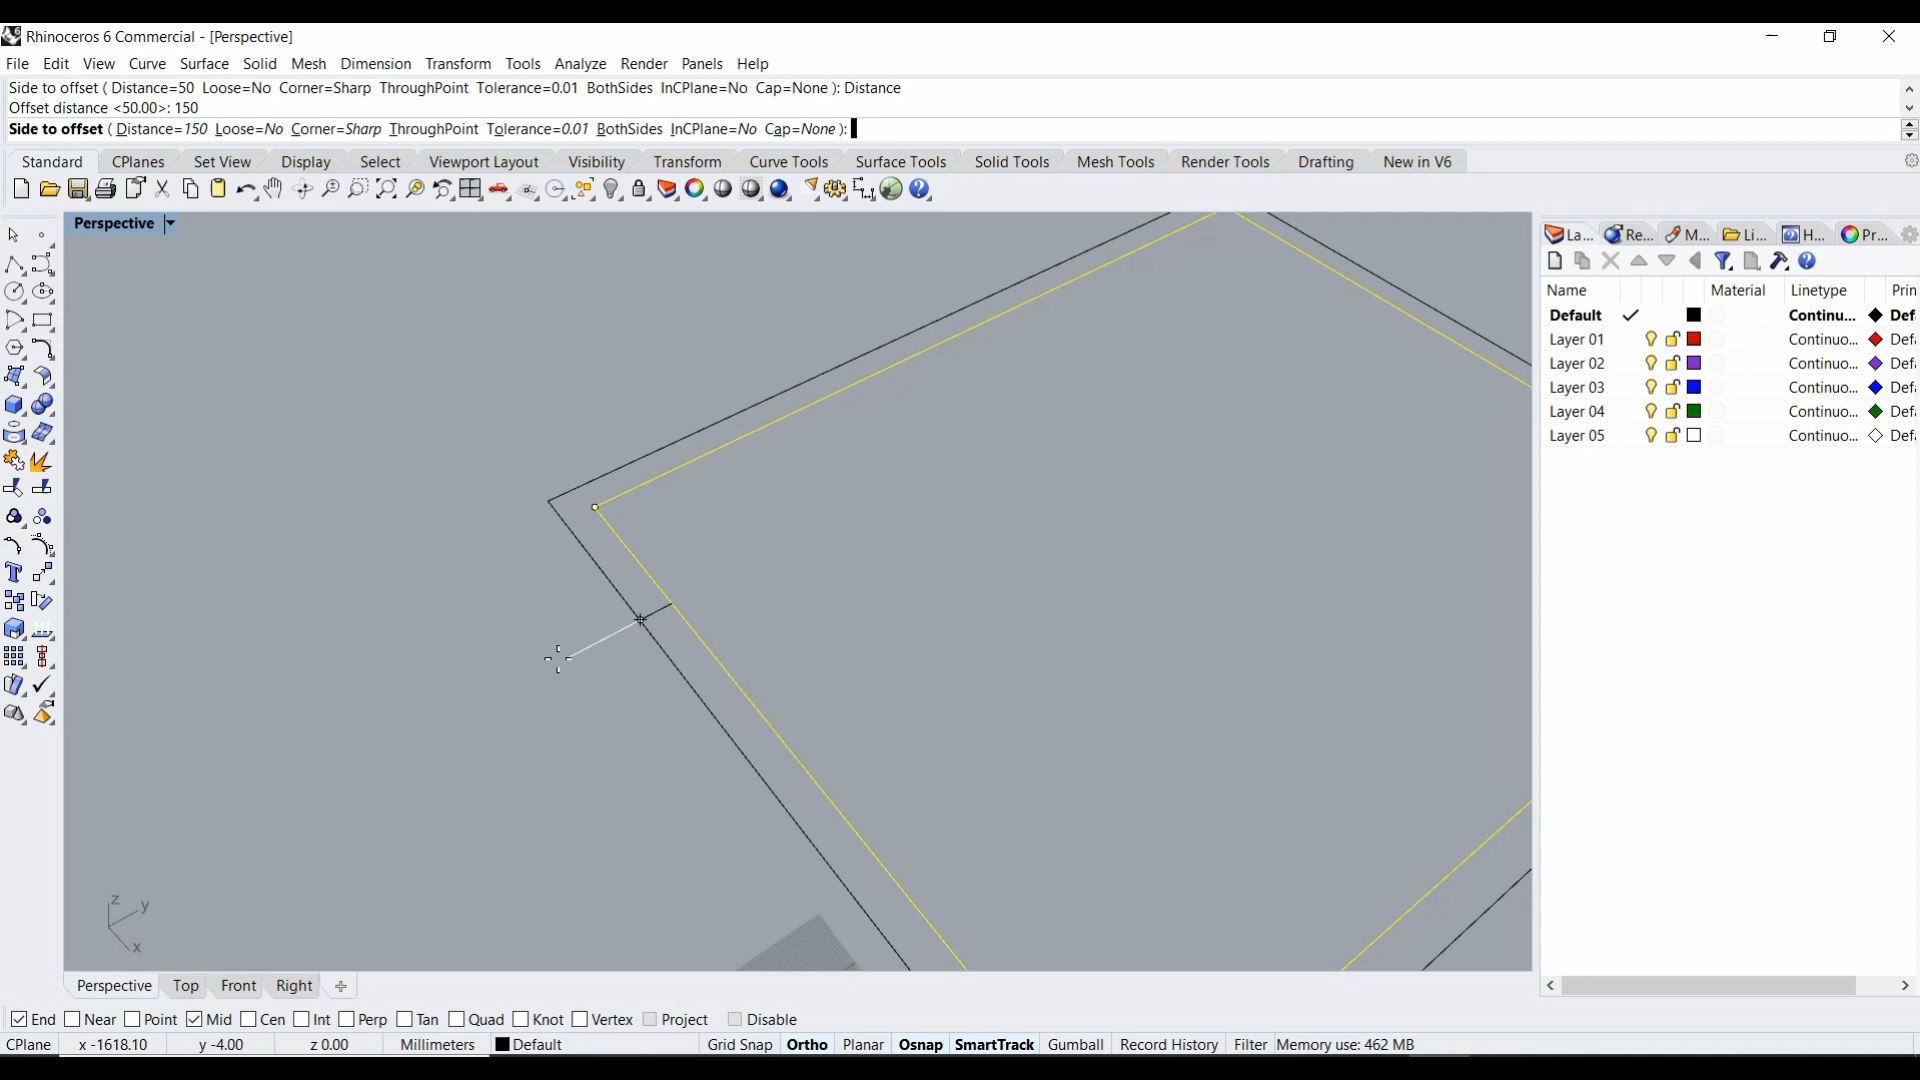 Rhinoceros 6 Commercial - [Perspective]
File Edit View Curve Surface Solid Mesh Dimension Transform Tools Analyze Render Panels Help
Side to offset ( Distance=50 Loose=No Corner=Sharp ThroughPoint Tolerance=0.01 BothSides InCPlane=No Cap=None ): Distance
Offset distance <50.00>: 150
Side to offset ( Distance=150 Loose=No Corner=Sharp ThroughPoint Tolerance=0.01 BothSides InCPlane=No Cap=None ):
Standard CPlanes Set View Display Select Viewport Layout Visibility Transform Curve Tools Surface Tools Solid Tools Mesh Tools Render Tools Drafting New in V6
Perspective
La... Re... M... Li... H... Pr...
Name Material Linetype Prin
Default Continu... Def
Layer 01 Continuo... Def
Layer 02 Continuo... Def
Layer 03 Continuo... Def
Layer 04 Continuo... Def
Layer 05 Continuo... Def
z y x
Perspective Top Front Right
End Near Point Mid Cen Int Perp Tan Quad Knot Vertex Project Disable
CPlane x -1618.10 y -4.00 z 0.00 Millimeters Default Grid Snap Ortho Planar Osnap SmartTrack Gumball Record History Filter Memory use: 462 MB